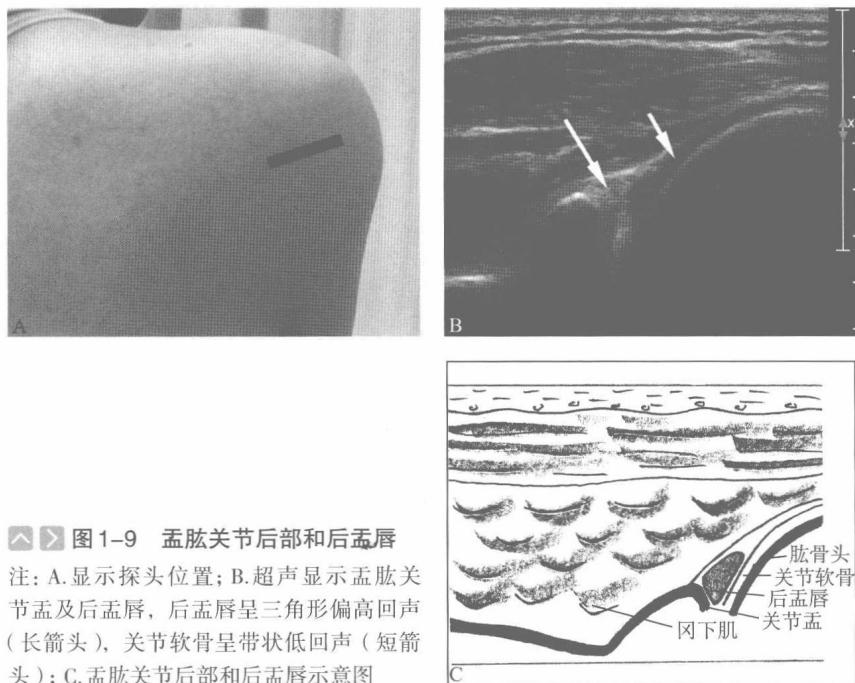 A
B
x
图1-9 盂肱关节后部和后盂唇
注：A.显示探头位置；B.超声显示盂肱关
节盂及后盂唇，后盂唇呈三角形偏高回声
（长箭头），关节软骨呈带状低回声（短箭
头）；C.盂肱关节后部和后盂唇示意图
肱骨头
关节软骨
后盂唇
关节盂
冈下肌
C